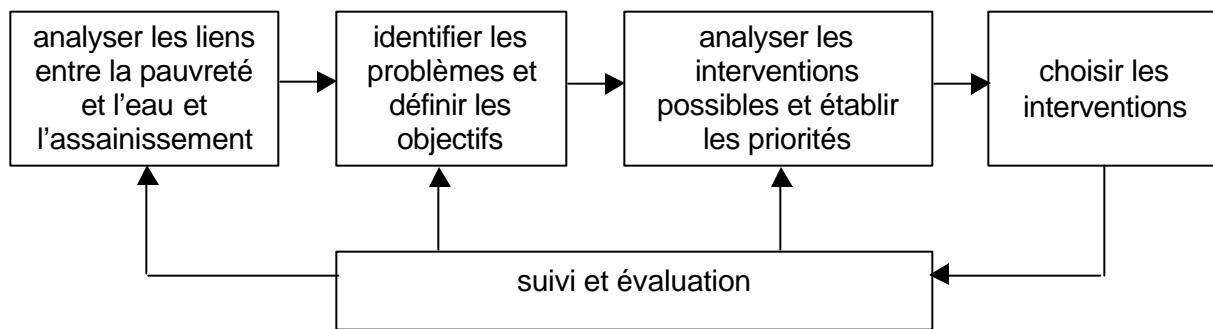 analyser les liens
entre la pauvreté
et l’eau et
l’assainissement
identifier les
problèmes et
définir les
objectifs
analyser les
interventions
possibles et établir
les priorités
choisir les
interventions
suivi et évaluation